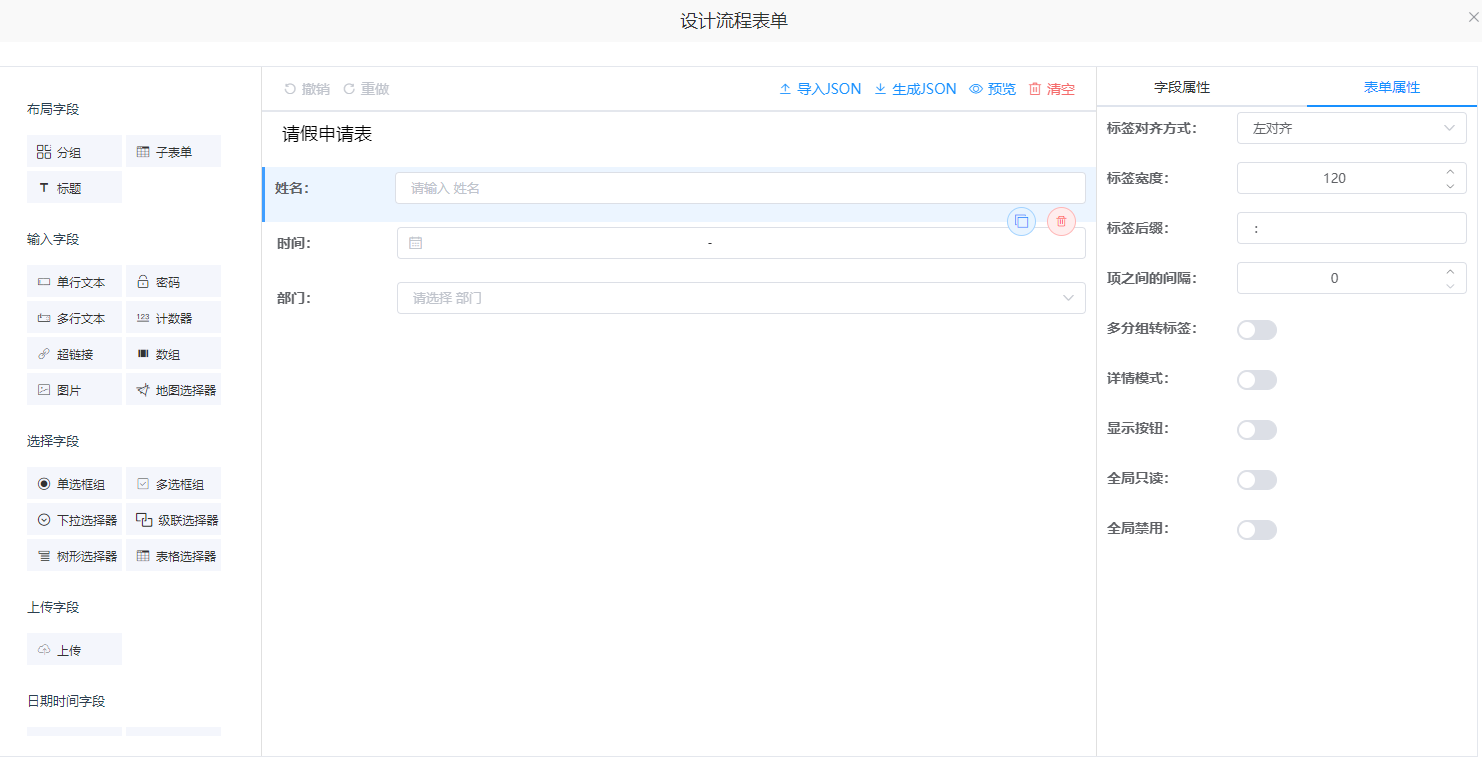 设计流程表单
布局字段
分组 子表单
标题
输入字段
单行文本 密码
多行文本 123 计数器
超链接 数组
图片 地图选择器
选择字段
单选框组 多选框组
下拉选择器 级联选择器
树形选择器 表格选择器
上传字段
上传
日期时间字段
撤销 重做 导入JSON 生成JSON 预览 清空
请假申请表
姓名: 请输入 姓名
时间: -
部门: 请选择 部门
字段属性 表单属性
标签对齐方式: 左对齐
标签宽度: 120
标签后缀: :
项之间的间隔: 0
多分组转标签:
详情模式:
显示按钮:
全局只读:
全局禁用: